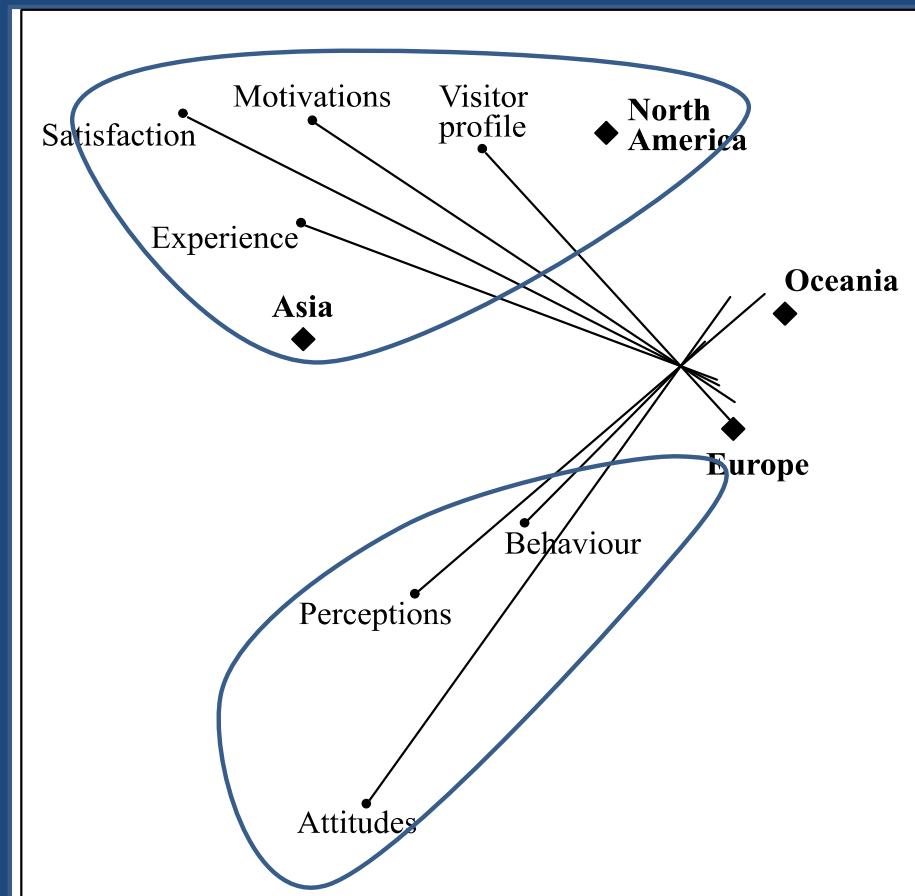 Motivations
Visitor
profile
North
America
Satisfaction
Experience
Oceania
Asia
Europe
Behaviour
Perceptions
Attitudes